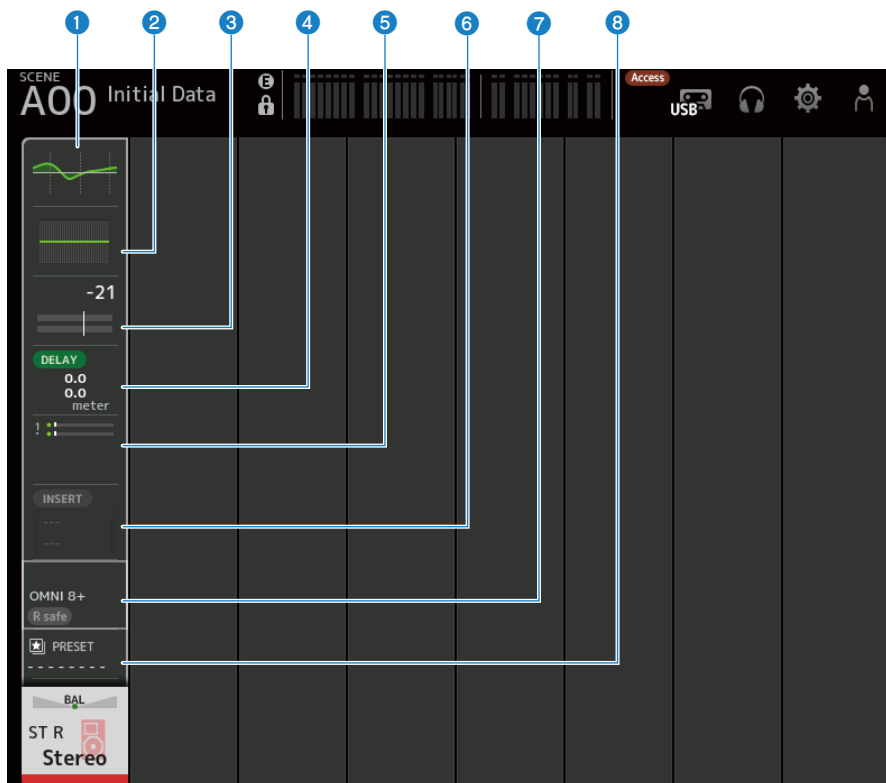 1 2 3 4 5 6 7 8
SCENE
A00 Initial Data
E
Access
USB
-21
DELAY
0.0
0.0
meter
1
INSERT
---
---
OMNI 8+
R safe
PRESET
--------
BAL
ST R
Stereo